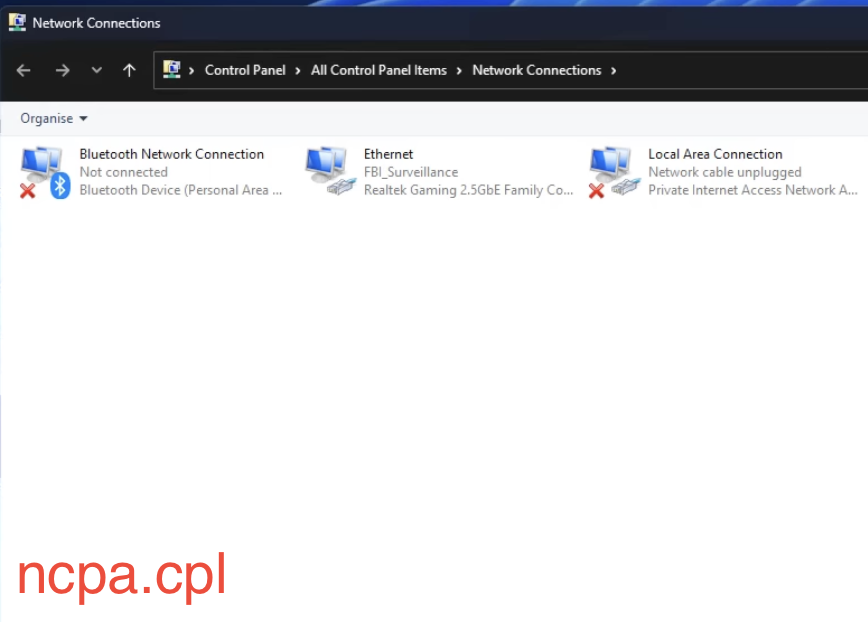 Network Connections
Control Panel > All Control Panel Items > Network Connections >
Organise
Bluetooth Network Connection
Not connected
Bluetooth Device (Personal Area ...
Ethernet
FBI_Surveillance
Realtek Gaming 2.5GbE Family Co...
Local Area Connection
Network cable unplugged
Private Internet Access Network A...
ncpa.cpl